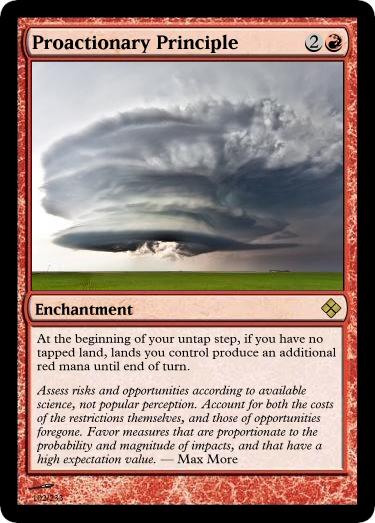 Proactionary Principle 2
Enchantment
At the beginning of your untap step, if you have no
tapped land, lands you control produce an additional
red mana until end of turn.
Assess risks and opportunities according to available
science, not popular perception. Account for both the costs
of the restrictions themselves, and those of opportunities
foregone. Favor measures that are proportionate to the
probability and magnitude of impacts, and that have a
high expectation value. — Max More